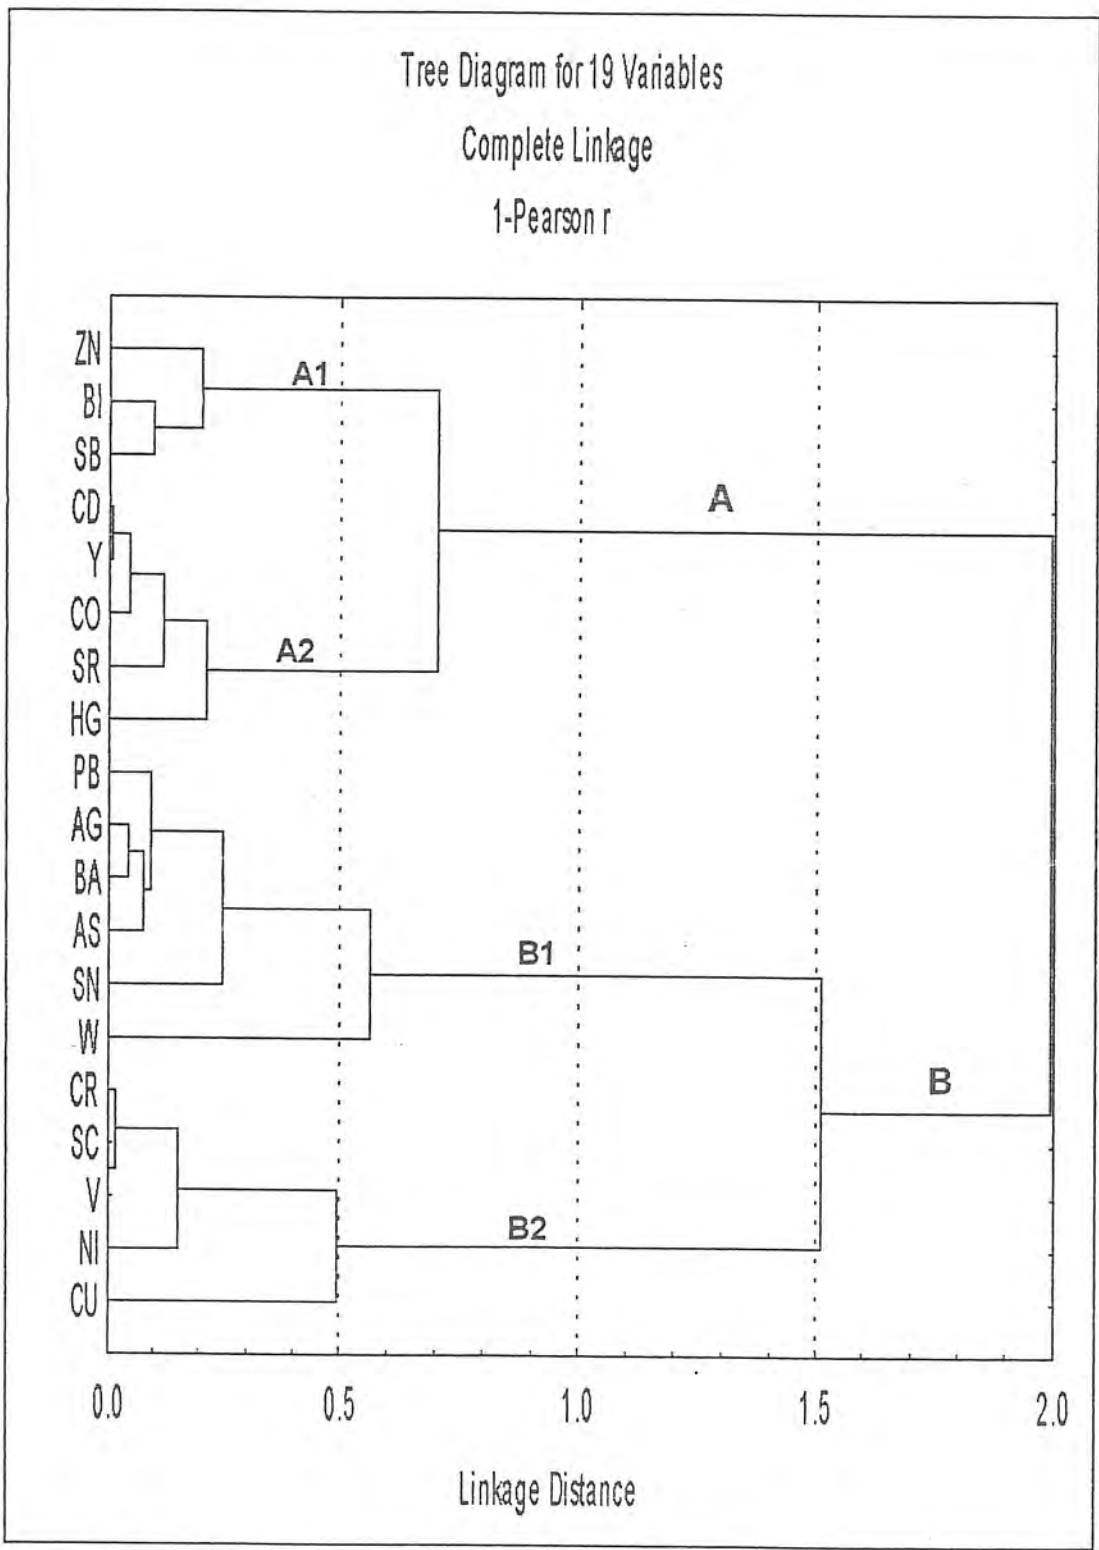 Tree Diagram for 19 Variables
Complete Linkage
1-Pearson r
ZN
A1
BI
SB
CD
A
Y
CO
A2
SR
HG
PB
AG
BA
AS
B1
SN
W
CR
B
SC
V
B2
NI
CU
0.0 0.5 1.0 1.5 2.0
Linkage Distance